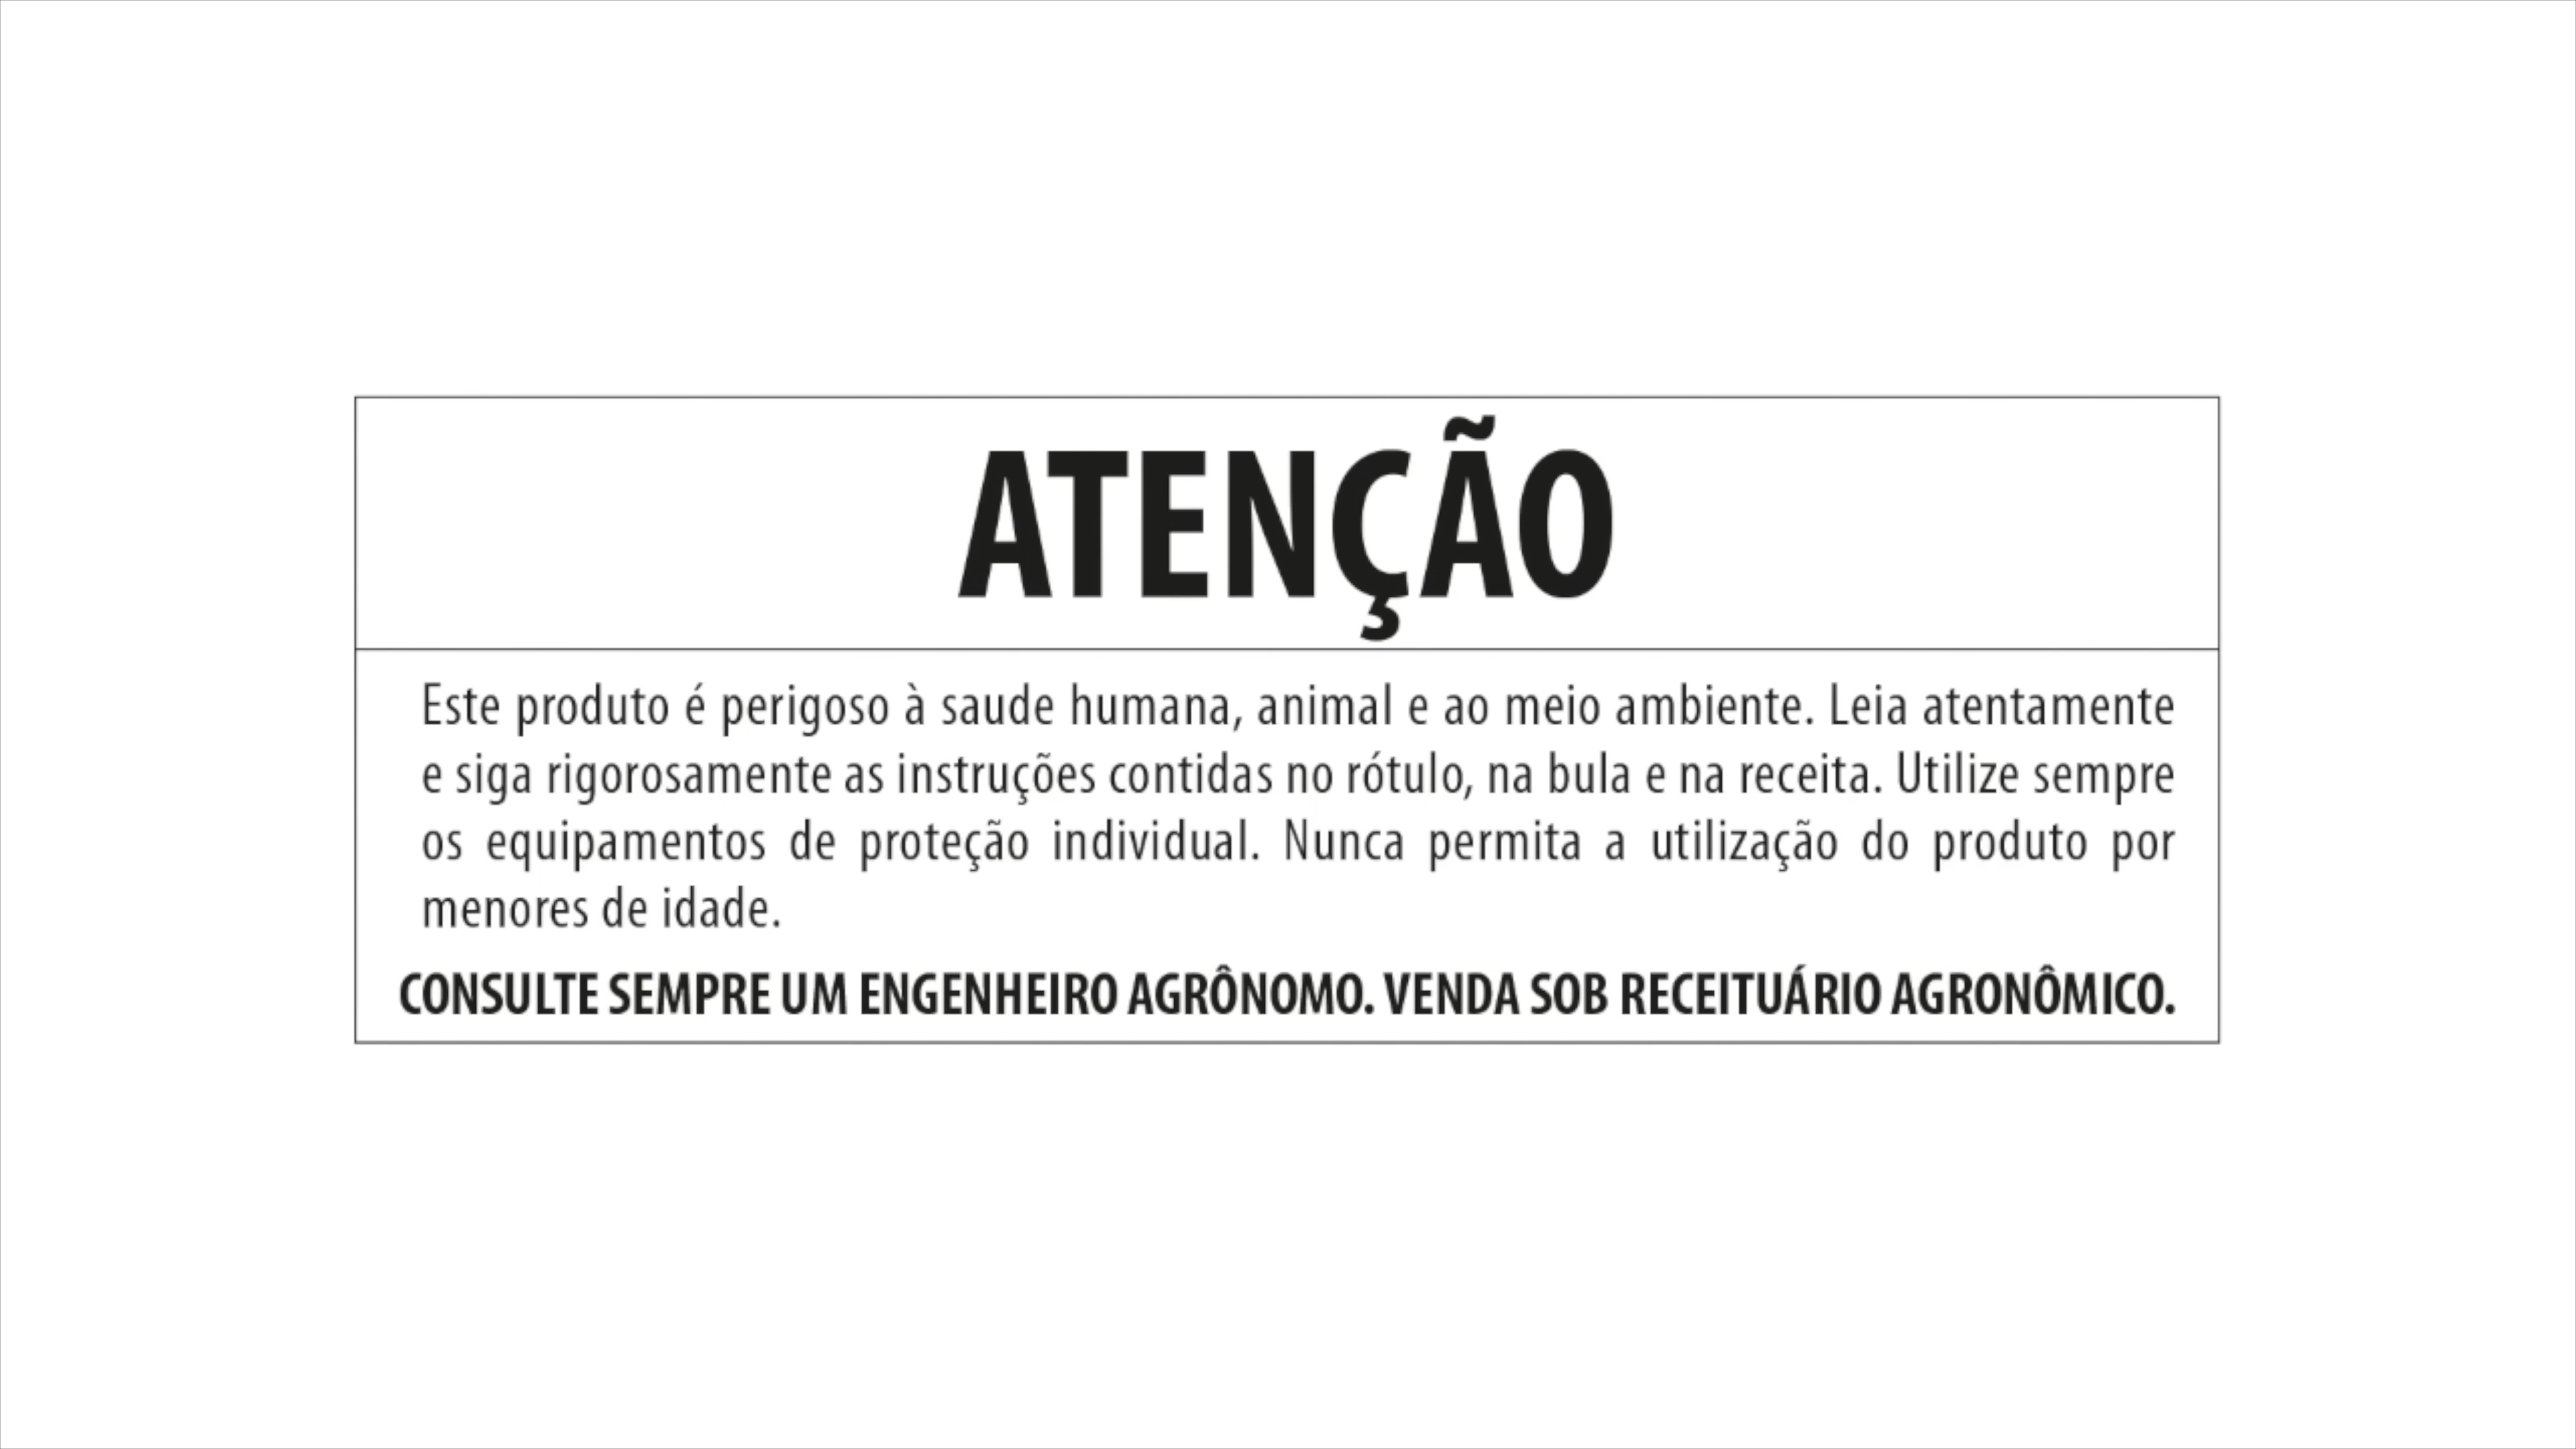 ATENÇÃO
Este produto é perigoso à saude humana, animal e ao meio ambiente. Leia atentamente
e siga rigorosamente as instruções contidas no rótulo, na bula e na receita. Utilize sempre
os equipamentos de proteção individual. Nunca permita a utilização do produto por
menores de idade.
CONSULTE SEMPRE UM ENGENHEIRO AGRÔNOMO. VENDA SOB RECEITUÁRIO AGRONÔMICO.